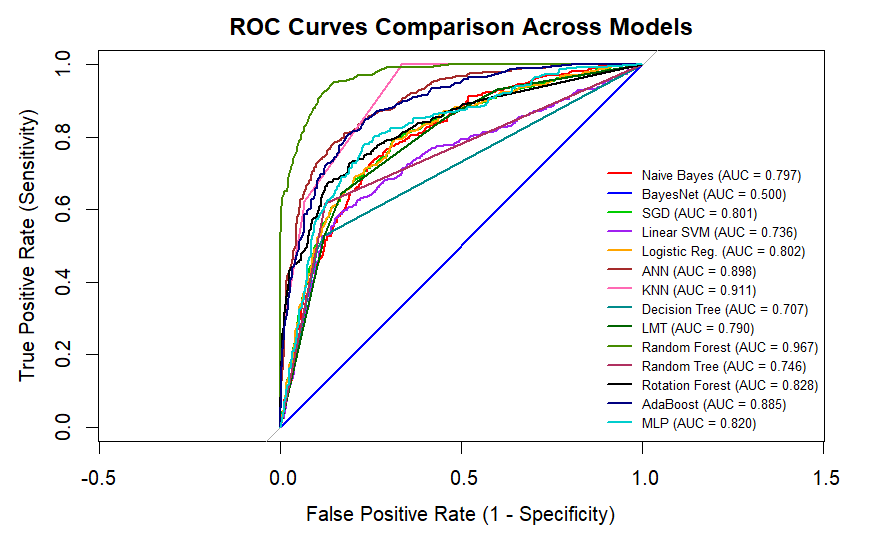 ROC Curves Comparison Across Models
True Positive Rate (Sensitivity)
1.0
0.8
0.6
0.4
0.2
0.0
Naive Bayes (AUC = 0.797)
BayesNet (AUC = 0.500)
SGD (AUC = 0.801)
Linear SVM (AUC = 0.736)
Logistic Reg. (AUC = 0.802)
ANN (AUC = 0.898)
KNN (AUC = 0.911)
Decision Tree (AUC = 0.707)
LMT (AUC = 0.790)
Random Forest (AUC = 0.967)
Random Tree (AUC = 0.746)
Rotation Forest (AUC = 0.828)
AdaBoost (AUC = 0.885)
MLP (AUC = 0.820)
-0.5 0.0 0.5 1.0 1.5
False Positive Rate (1 - Specificity)